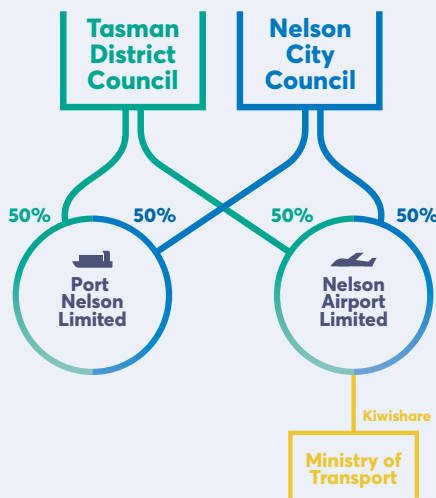 Tasman
District
Council
Nelson
City
Council
50%
50%
50%
50%
Port
Nelson
Limited
Nelson
Airport
Limited
Kiwishare
Ministry of
Transport